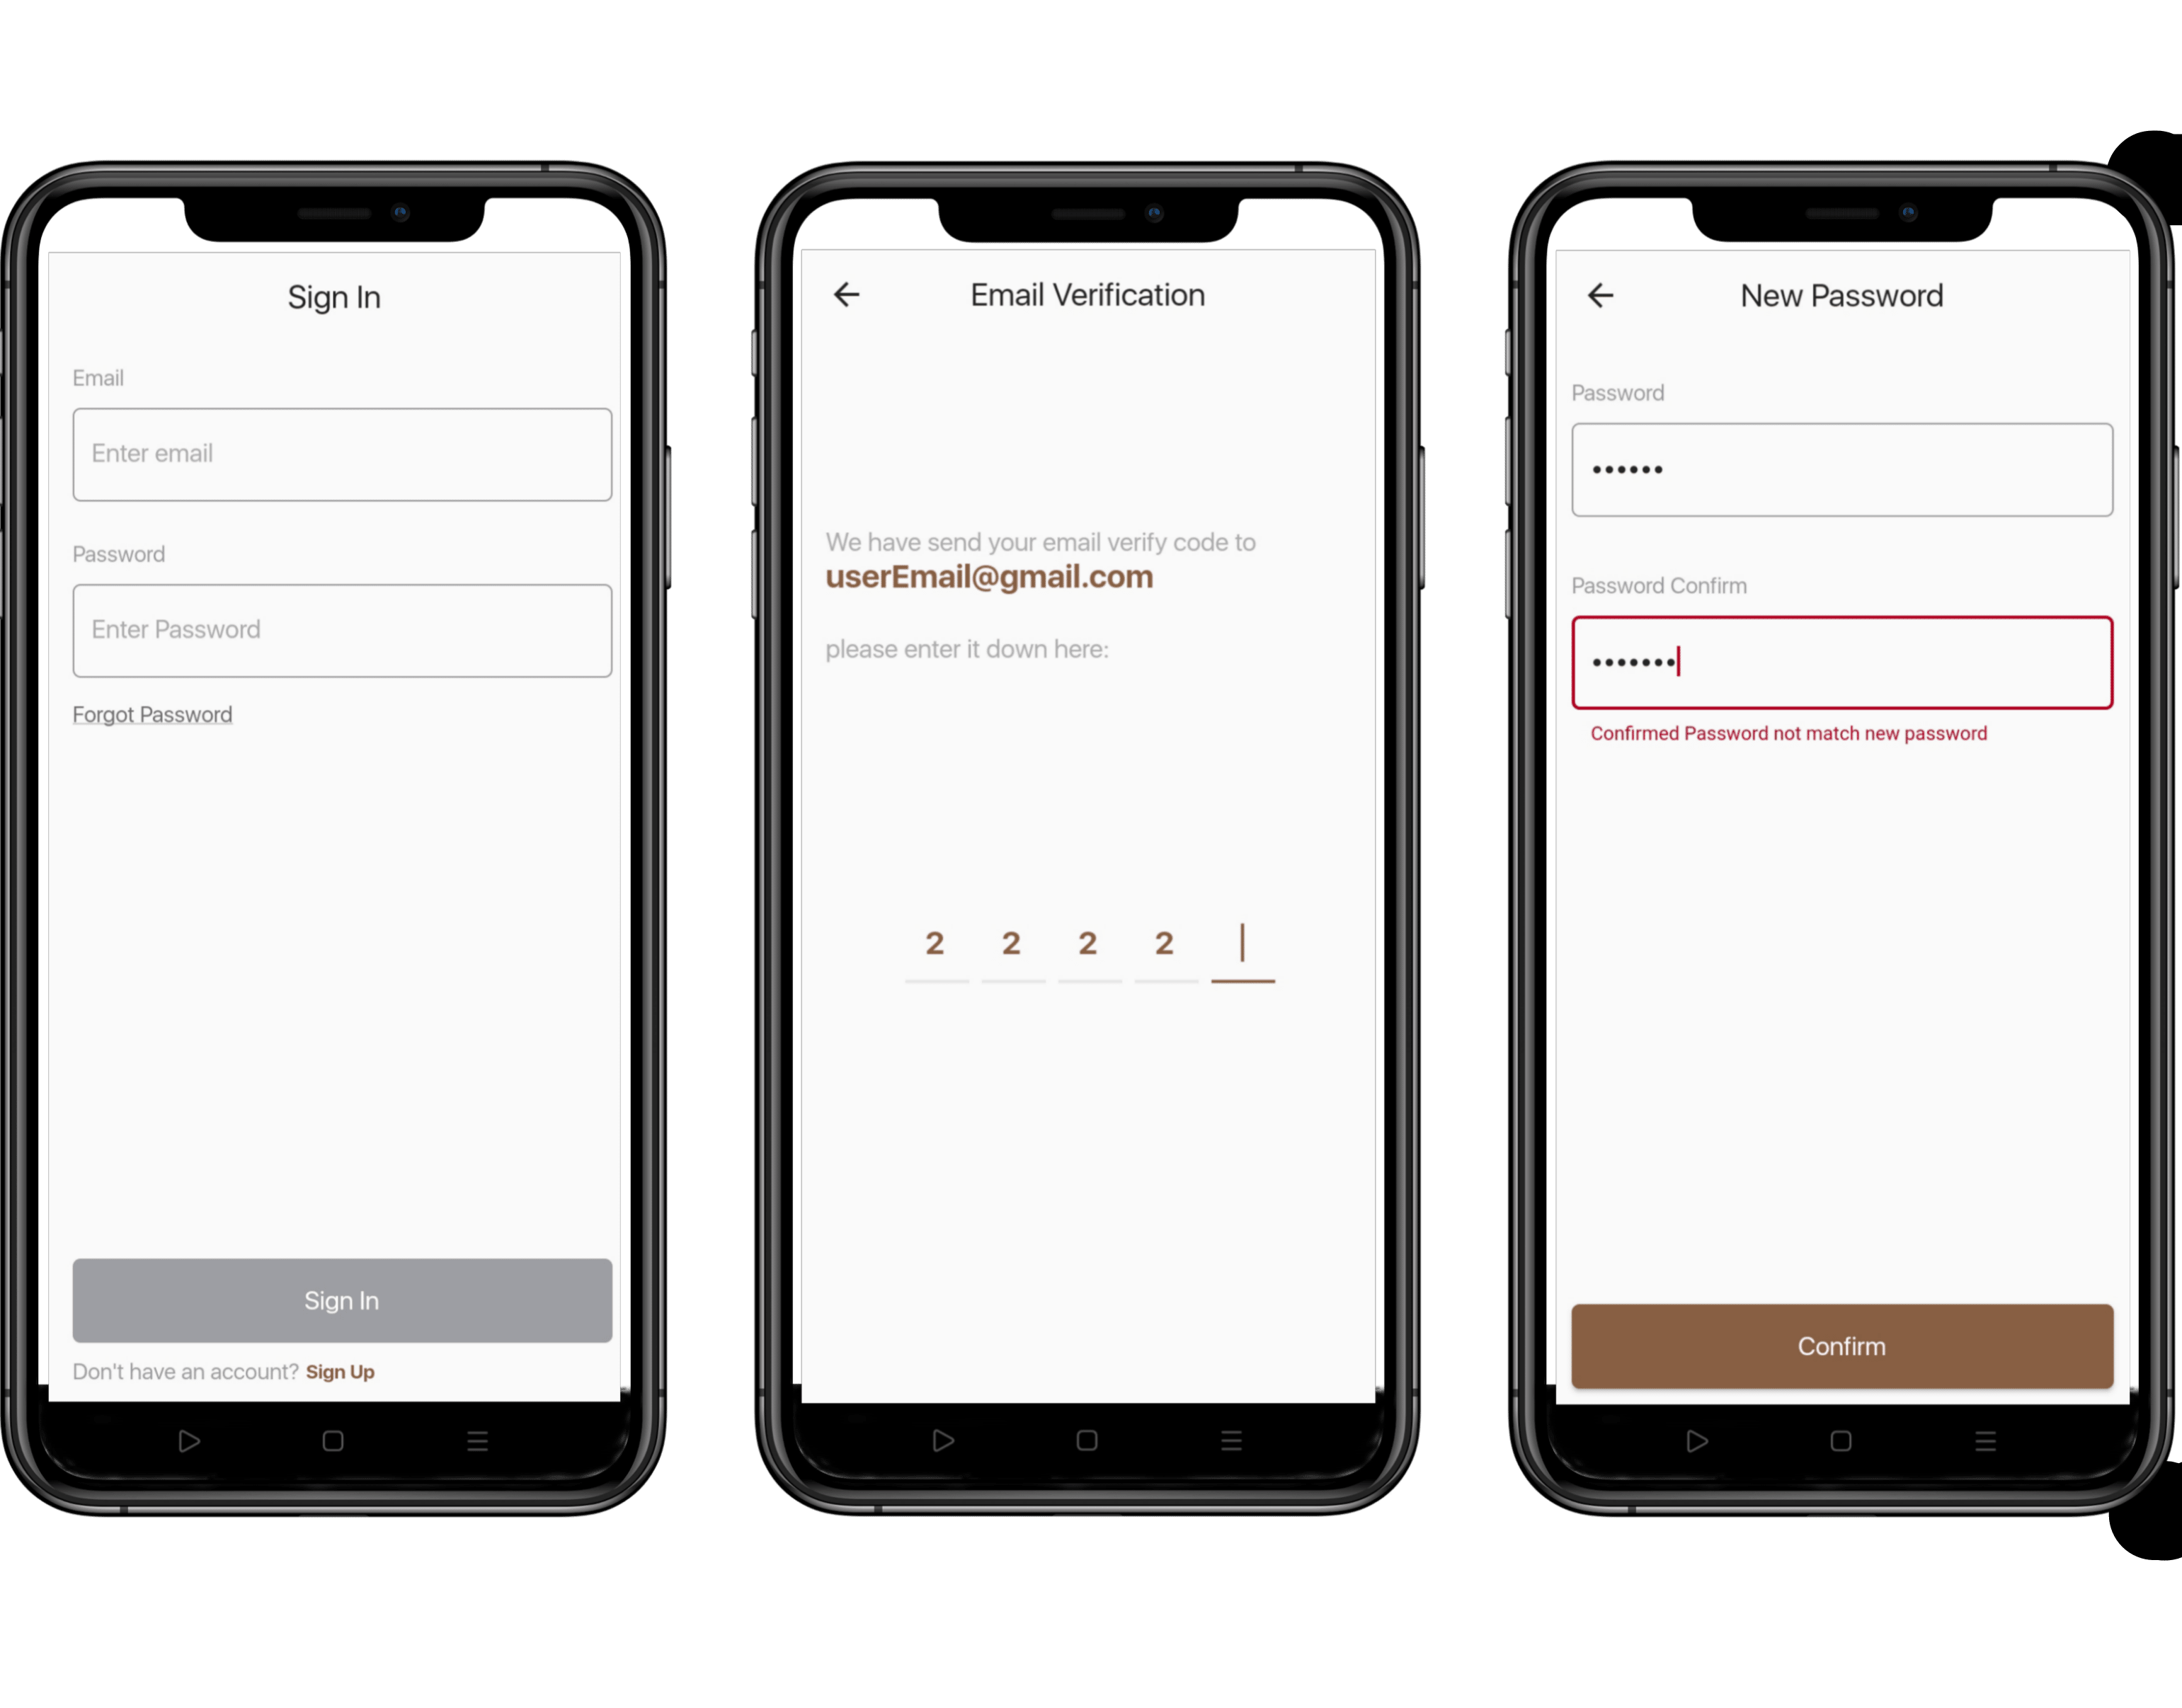 Sign In
Email
Enter email
Password
Enter Password
Forgot Password
Sign In
Don't have an account? Sign Up
Email Verification
We have send your email verify code to
userEmail@gmail.com
please enter it down here:
2 2 2 2
New Password
Password
••••••
Password Confirm
•••••••
Confirmed Password not match new password
Confirm